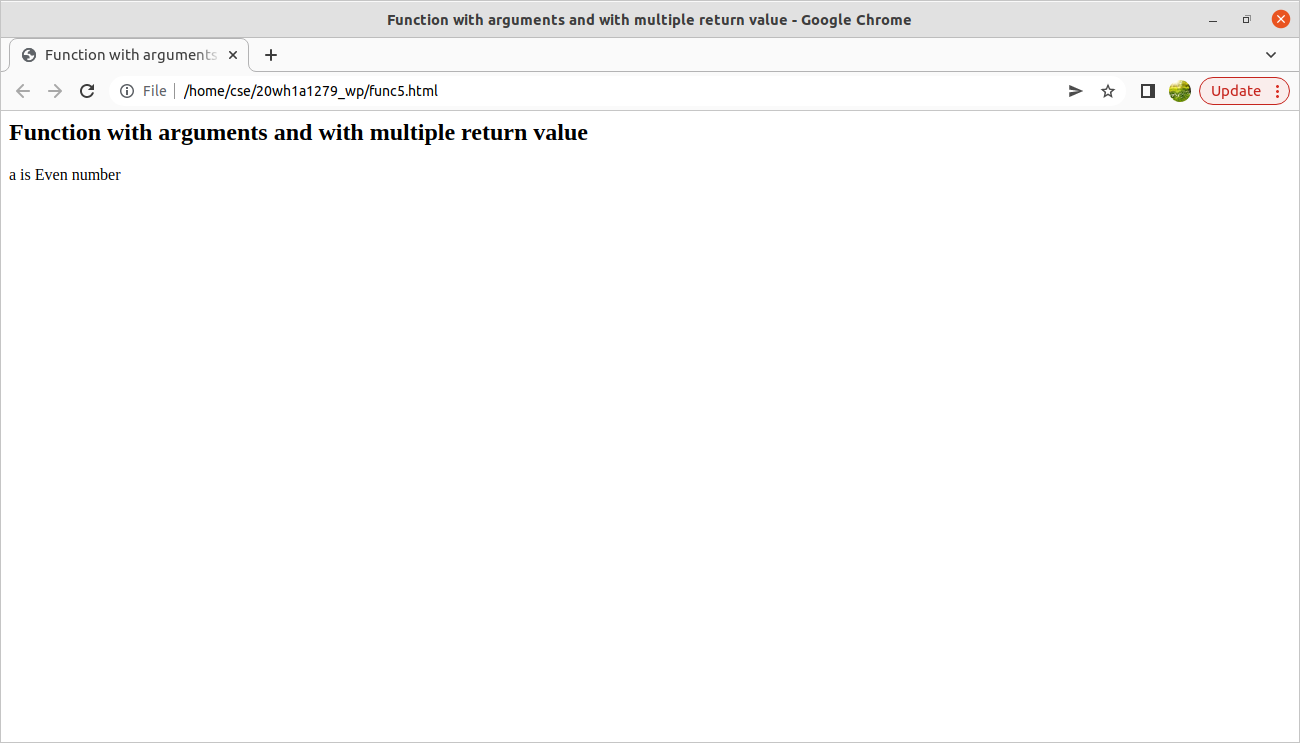 Function with arguments and with multiple return value - Google Chrome
Function with arguments
File
/home/cse/20wh1a1279_wp/func5.html
Update
Function with arguments and with multiple return value
a is Even number